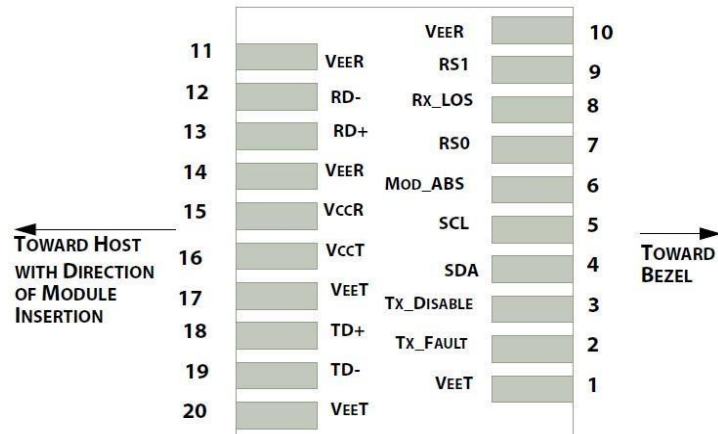 11 VEER
12 RD-
13 RD+
14 VEER
15 VCCR
16 VCCT
17 VEET
18 TD+
19 TD-
20 VEET
TOWARD HOST
WITH DIRECTION
OF MODULE
INSERTION
VEER 10
RS1 9
RX_LOS 8
RS0 7
MOD_ABS 6
SCL 5
SDA 4
TX_DISABLE 3
TX_FAULT 2
VEET 1
TOWARD
BEZEL